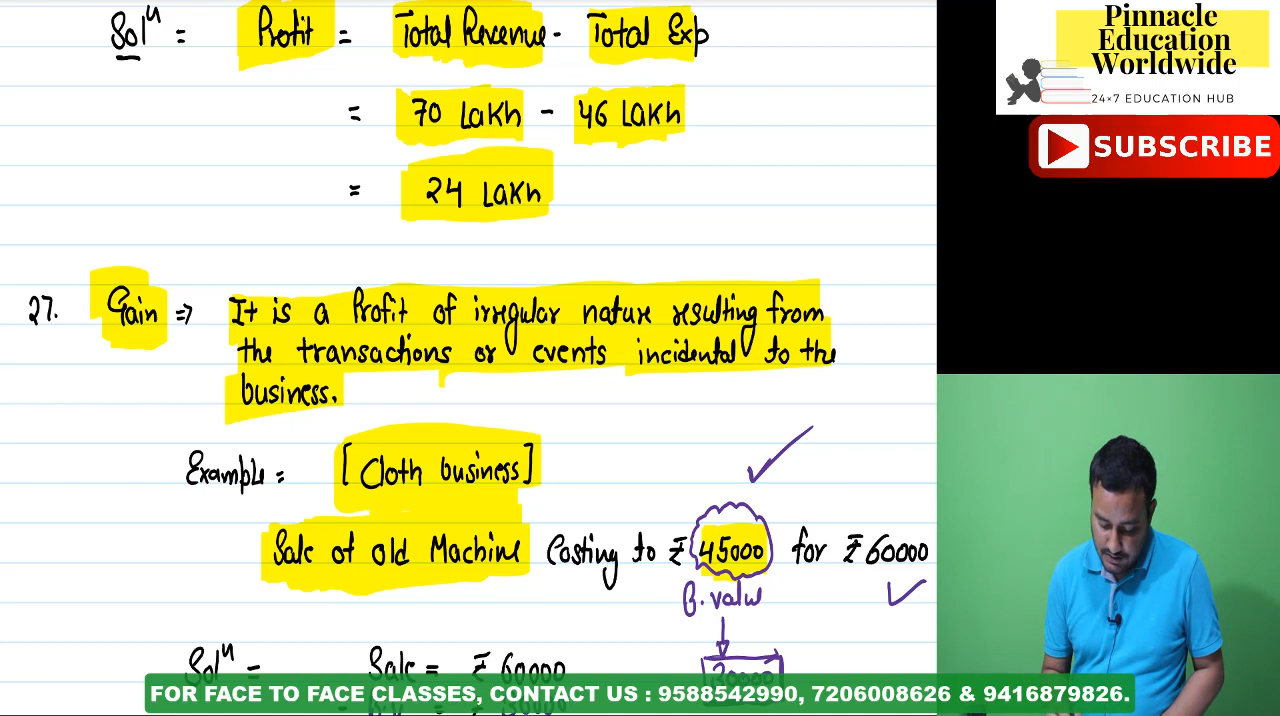 Solⁿ = Profit = Total Revenue - Total Exp
= 70 Lakh - 46 Lakh
= 24 Lakh
27. Gain ⇒ It is a Profit of irregular nature resulting from
the transactions or events incidental to the
business.
Example = [Cloth business]
Sale of old Machine Costing to ₹ 45000 for ₹ 60000
B. value
30000
Solⁿ = Sale = ₹ 60000
Pinnacle
Education
Worldwide
24×7 EDUCATION HUB
SUBSCRIBE
FOR FACE TO FACE CLASSES, CONTACT US : 9588542990, 7206008626 & 9416879826.